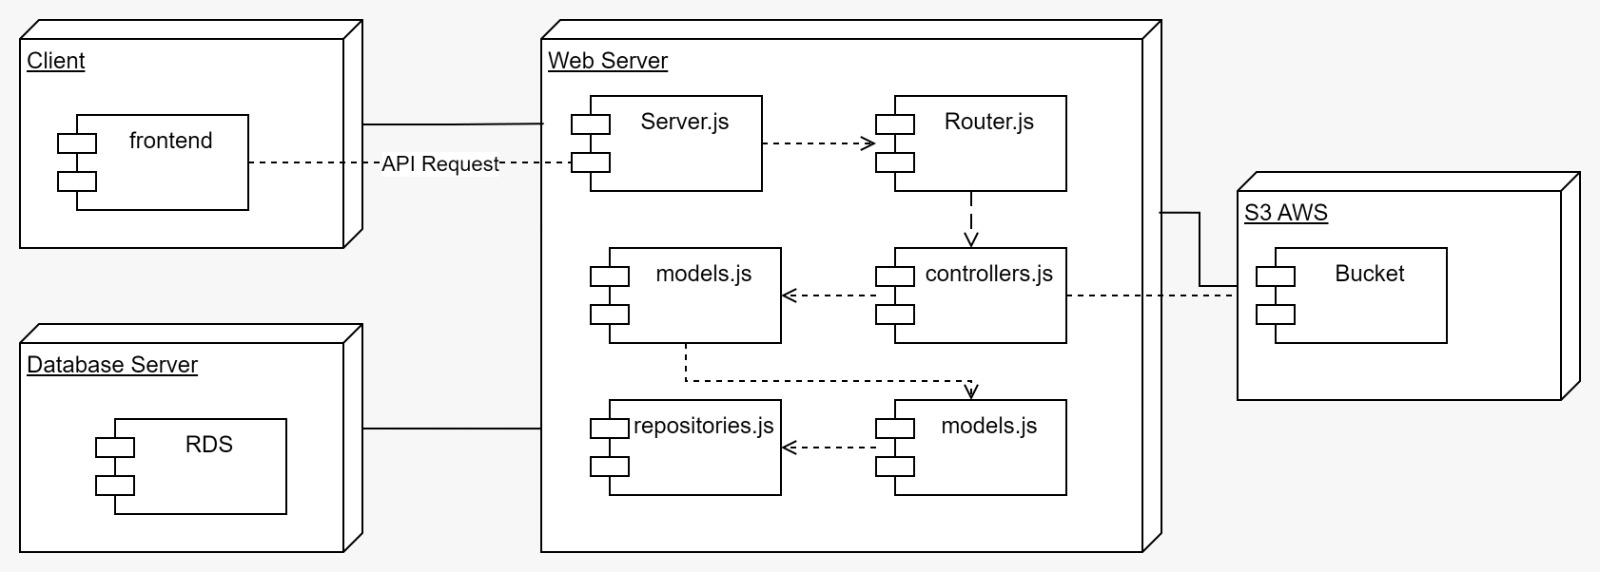 Client
frontend
API Request
Web Server
Server.js
Router.js
models.js
controllers.js
repositories.js
models.js
S3 AWS
Bucket
Database Server
RDS